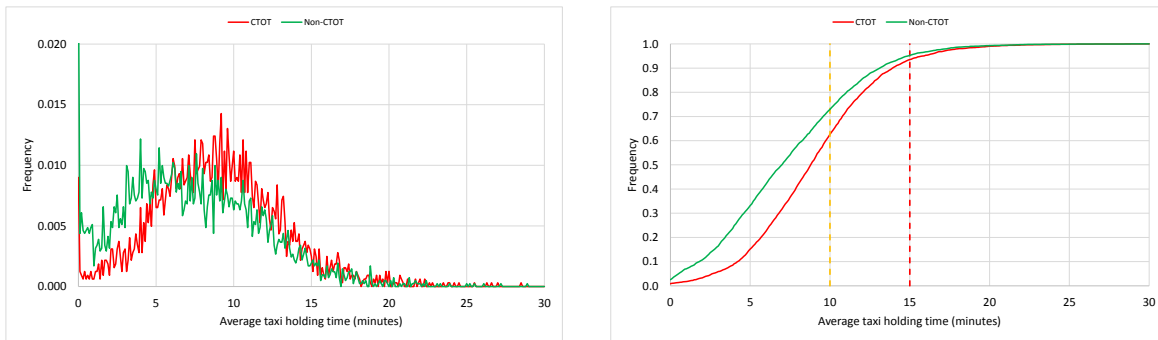 CTOT Non-CTOT
0.020
0.015
0.010
0.005
0.000
Frequency
0 5 10 15 20 25 30
Average taxi holding time (minutes)
CTOT Non-CTOT
1.0
0.9
0.8
0.7
0.6
0.5
0.4
0.3
0.2
0.1
0.0
Frequency
0 5 10 15 20 25 30
Average taxi holding time (minutes)